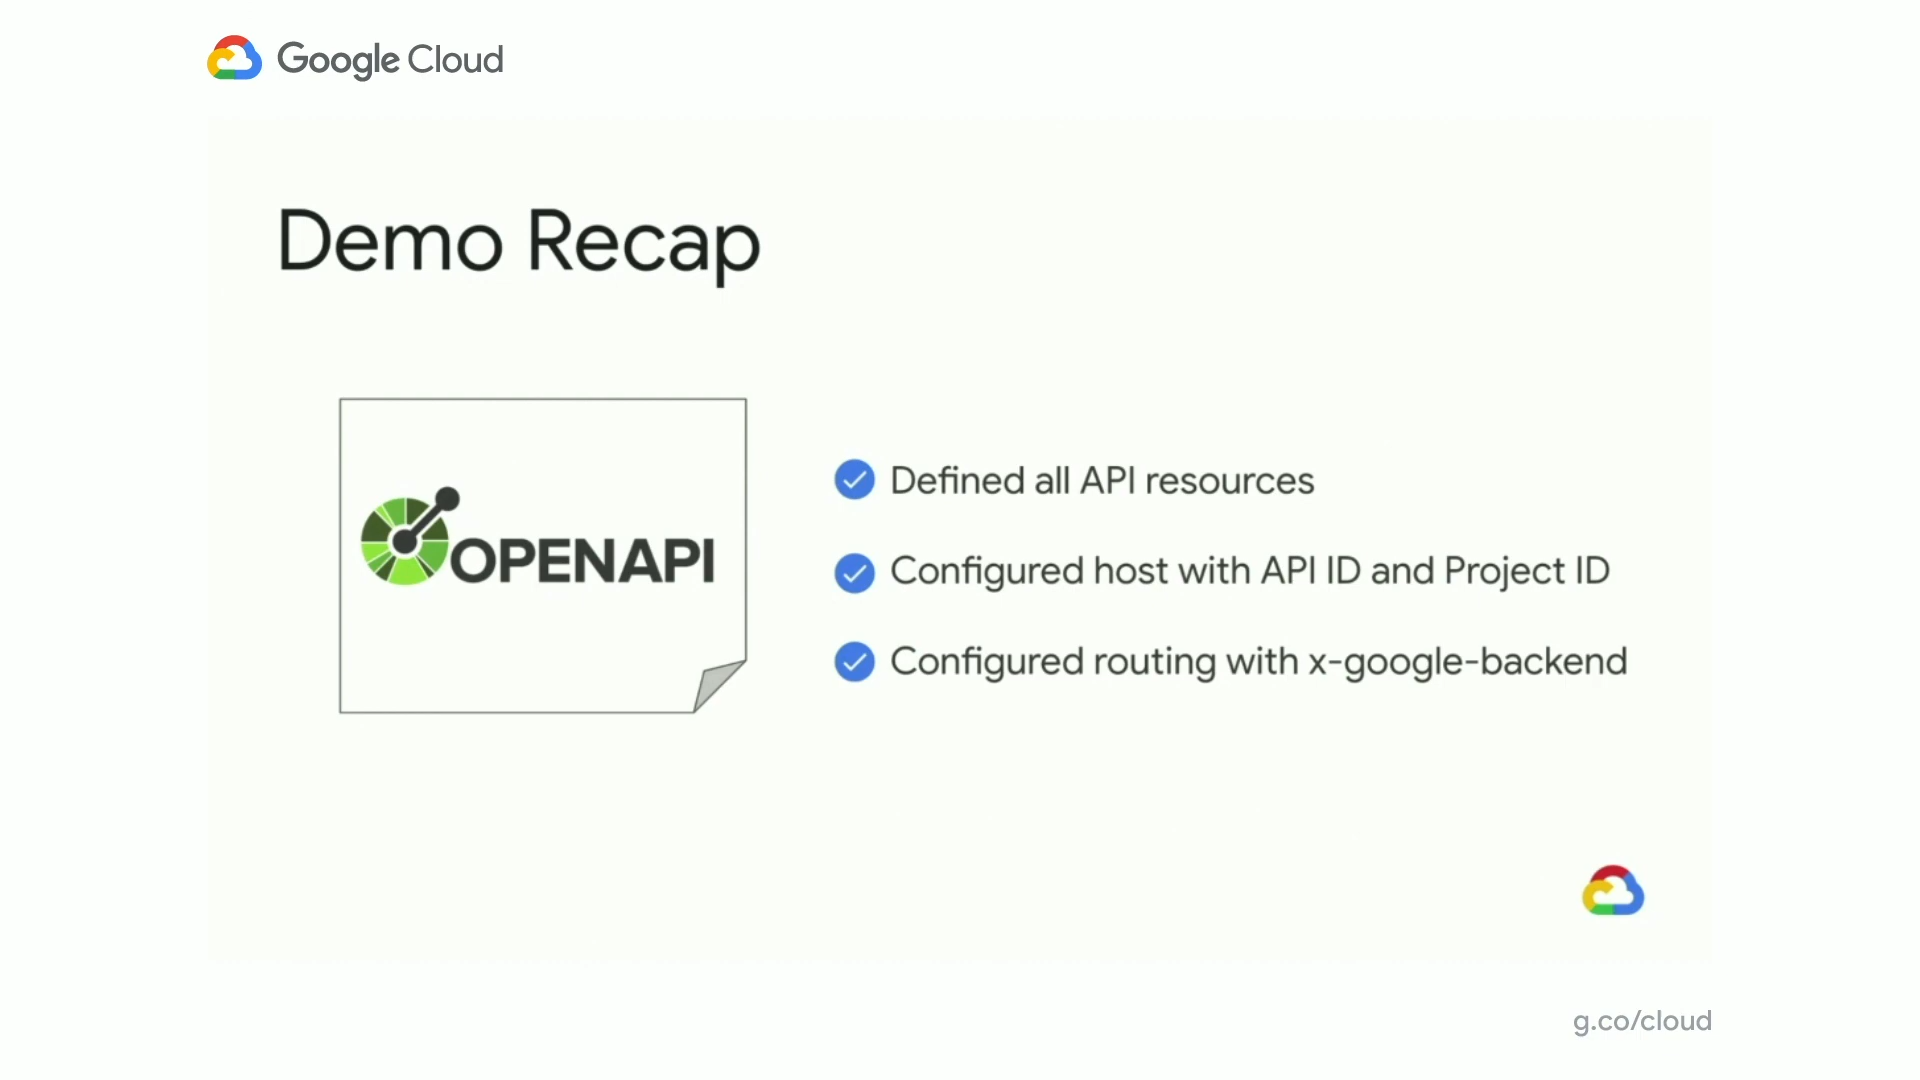 Google Cloud
Demo Recap
OPENAPI
Defined all API resources
Configured host with API ID and Project ID
Configured routing with x-google-backend
g.co/cloud